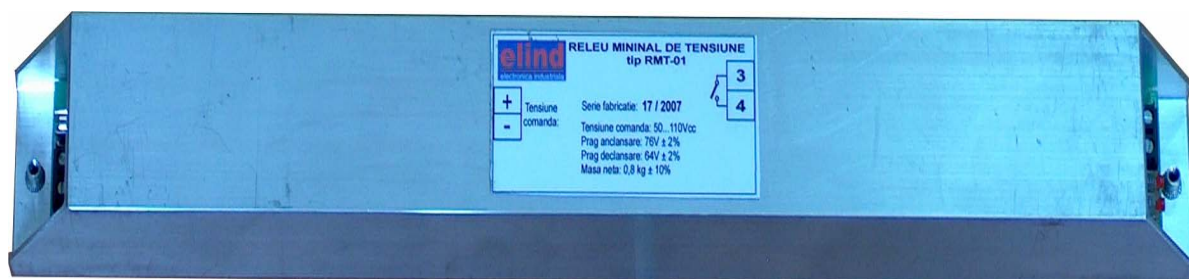 elind
electronica industriala
RELEU MININAL DE TENSIUNE
tip RMT-01
3
4
+
-
Tensiune
comanda:
Serie fabricatie: 17 / 2007
Tensiune comanda: 50...110Vcc
Prag anclansare: 76V ± 2%
Prag declansare: 64V ± 2%
Masa neta: 0,8 kg ± 10%